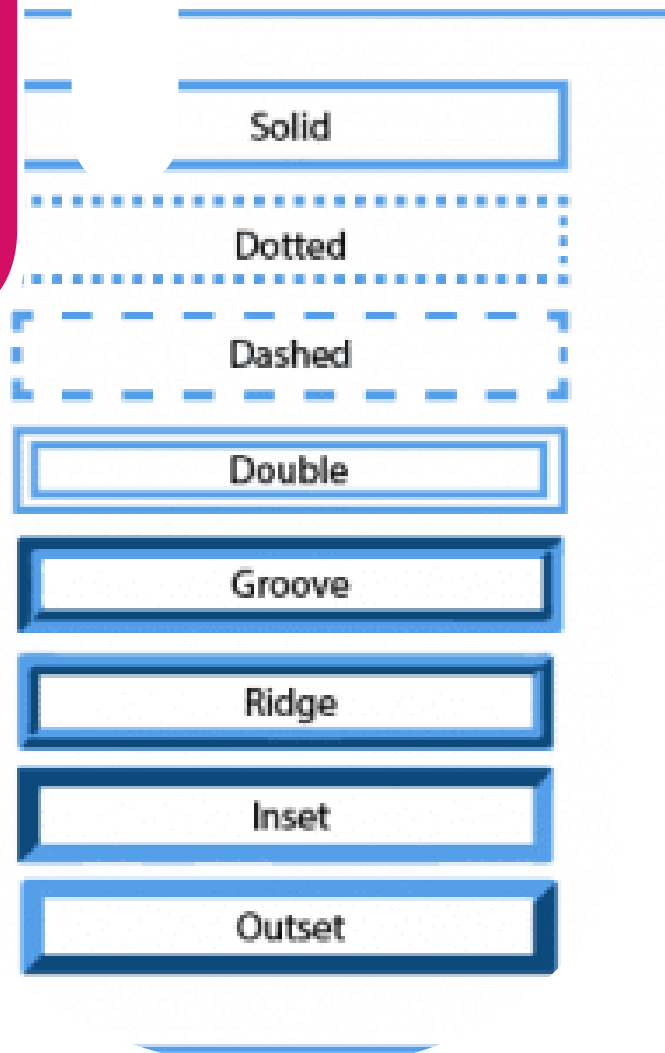 Solid
Dotted
Dashed
Double
Groove
Ridge
Inset
Outset